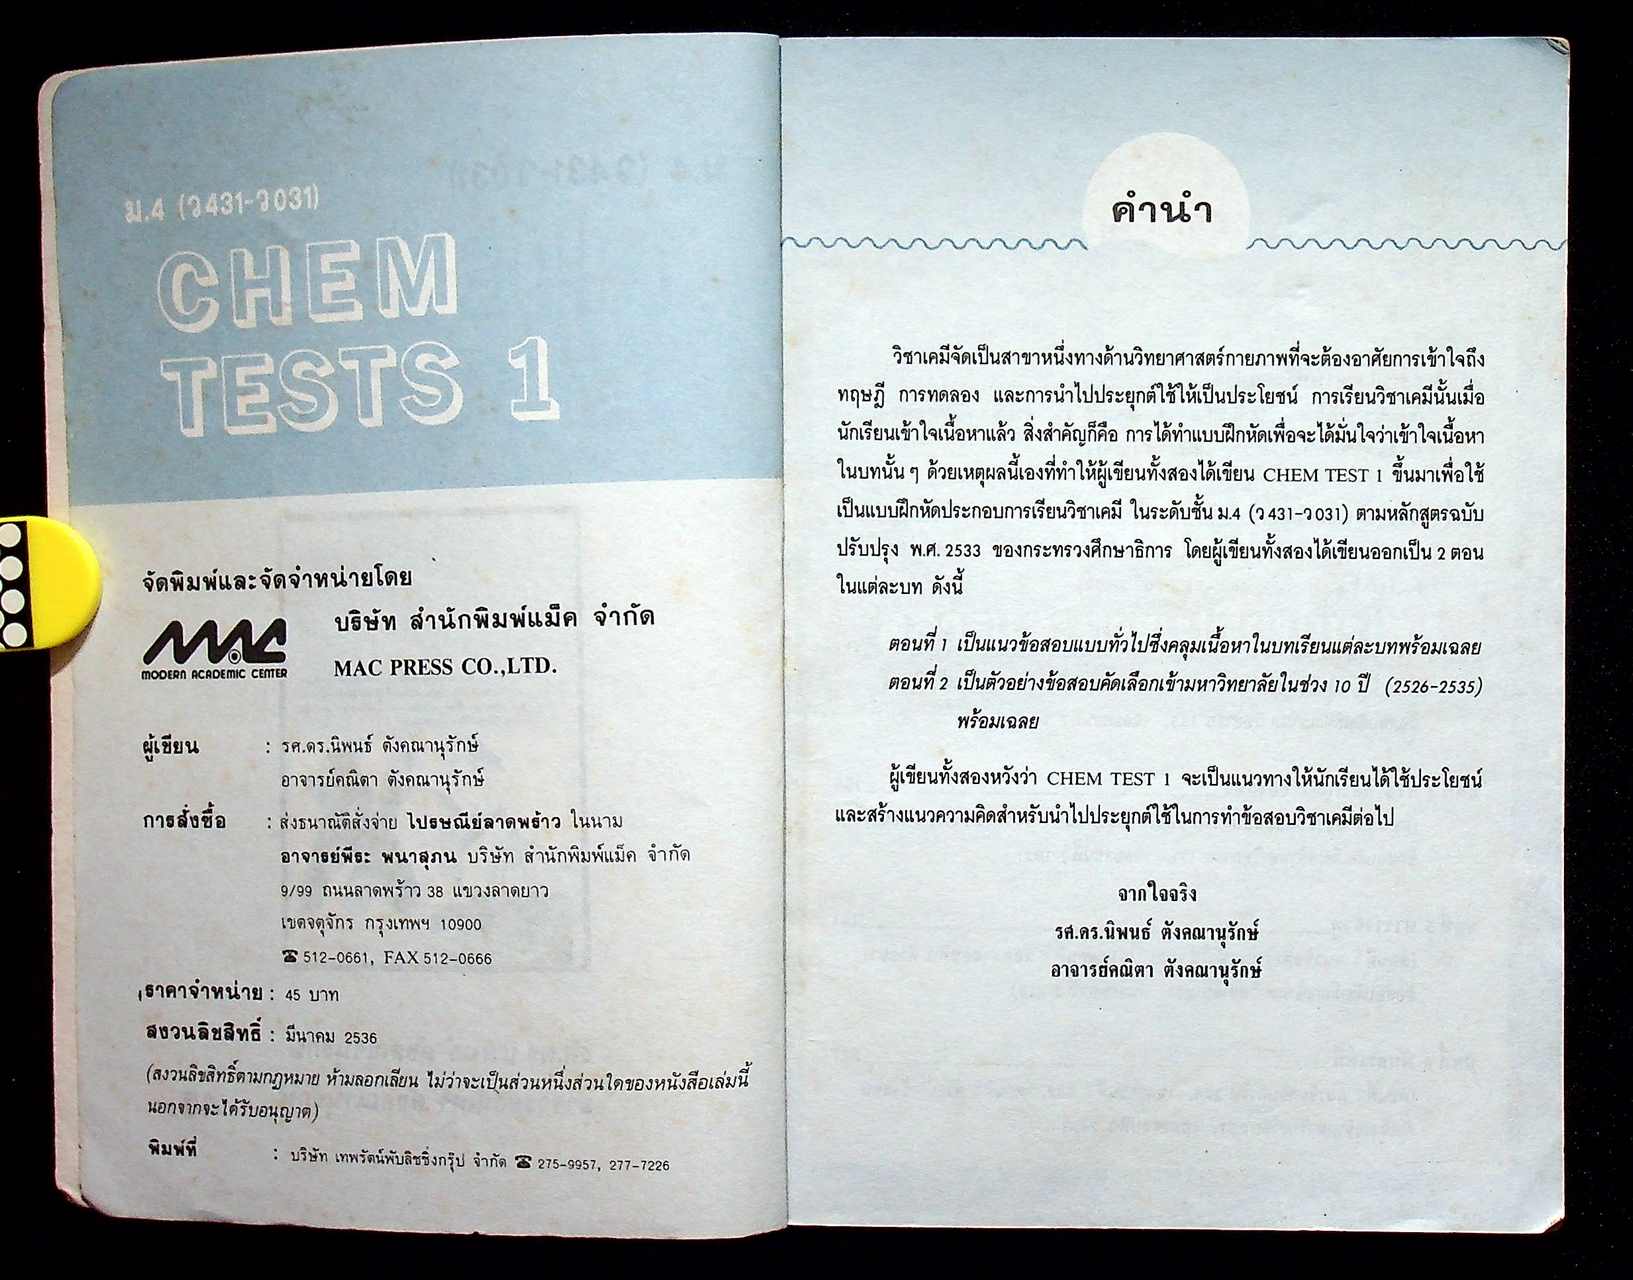 ม.4 (ว 431-ว 031)
CHEM
TESTS 1
จัดพิมพ์และจัดจำหน่ายโดย
MAC
MODERN ACADEMIC CENTER
บริษัท สำนักพิมพ์แม็ค จำกัด
MAC PRESS CO.,LTD.
ผู้เขียน : รศ.ดร.นิพนธ์ ตังคณานุรักษ์
อาจารย์คณิตา ตังคณานุรักษ์
การสั่งซื้อ : ส่งธนาณัติสั่งจ่าย ไปรษณีย์ลาดพร้าว ในนาม
อาจารย์พีระ พนาสุภน บริษัท สำนักพิมพ์แม็ค จำกัด
9/99 ถนนลาดพร้าว 38 แขวงลาดยาว
เขตจตุจักร กรุงเทพฯ 10900
☎ 512-0661, FAX 512-0666
ราคาจำหน่าย : 45 บาท
สงวนลิขสิทธิ์ : มีนาคม 2536
(สงวนลิขสิทธิ์ตามกฎหมาย ห้ามลอกเลียน ไม่ว่าจะเป็นส่วนหนึ่งส่วนใดของหนังสือเล่มนี้
นอกจากจะได้รับอนุญาต)
พิมพ์ที่ : บริษัท เทพรัตน์พับลิชชิ่งกรุ๊ป จำกัด ☎ 275-9957, 277-7226
คำนำ
วิชาเคมีจัดเป็นสาขาหนึ่งทางด้านวิทยาศาสตร์กายภาพที่จะต้องอาศัยการเข้าใจถึง
ทฤษฎี การทดลอง และการนำไปประยุกต์ใช้ให้เป็นประโยชน์ การเรียนวิชาเคมีนั้นเมื่อ
นักเรียนเข้าใจเนื้อหาแล้ว สิ่งสำคัญก็คือ การได้ทำแบบฝึกหัดเพื่อจะได้มั่นใจว่าเข้าใจเนื้อหา
ในบทนั้น ๆ ด้วยเหตุผลนี้เองที่ทำให้ผู้เขียนทั้งสองได้เขียน CHEM TEST 1 ขึ้นมาเพื่อใช้
เป็นแบบฝึกหัดประกอบการเรียนวิชาเคมี ในระดับชั้น ม.4 (ว 431-ว 031) ตามหลักสูตรฉบับ
ปรับปรุง พ.ศ. 2533 ของกระทรวงศึกษาธิการ โดยผู้เขียนทั้งสองได้เขียนออกเป็น 2 ตอน
ในแต่ละบท ดังนี้
ตอนที่ 1 เป็นแนวข้อสอบแบบทั่วไปซึ่งคลุมเนื้อหาในบทเรียนแต่ละบทพร้อมเฉลย
ตอนที่ 2 เป็นตัวอย่างข้อสอบคัดเลือกเข้ามหาวิทยาลัยในช่วง 10 ปี (2526-2535)
พร้อมเฉลย
ผู้เขียนทั้งสองหวังว่า CHEM TEST 1 จะเป็นแนวทางให้นักเรียนได้ใช้ประโยชน์
และสร้างแนวความคิดสำหรับนำไปประยุกต์ใช้ในการทำข้อสอบวิชาเคมีต่อไป
จากใจจริง
รศ.ดร.นิพนธ์ ตังคณานุรักษ์
อาจารย์คณิตา ตังคณานุรักษ์